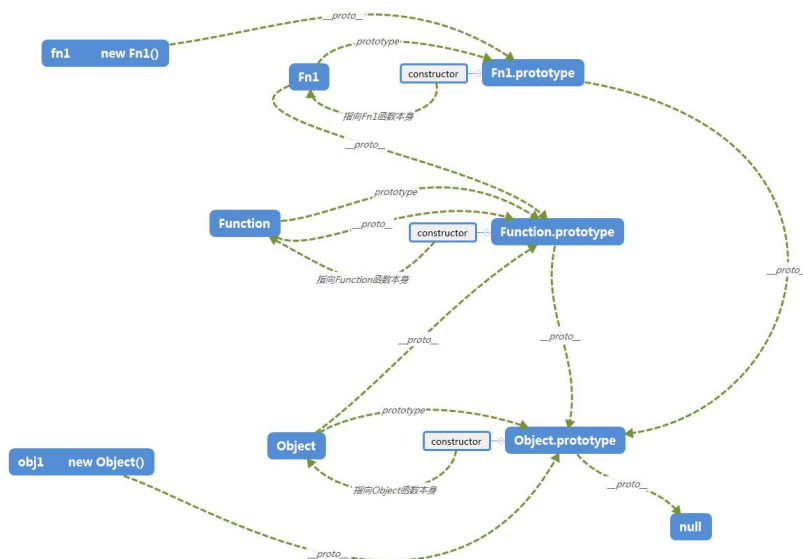 __proto__
fn1 new Fn1()
prototype
Fn1
constructor
Fn1.prototype
指向Fn1函数本身
__proto__
prototype
Function
__proto__
constructor
Function.prototype
指向Function函数本身
__proto__
__proto__
__proto__
prototype
Object
constructor
Object.prototype
obj1 new Object()
指向Object函数本身
__proto__
null
__proto__